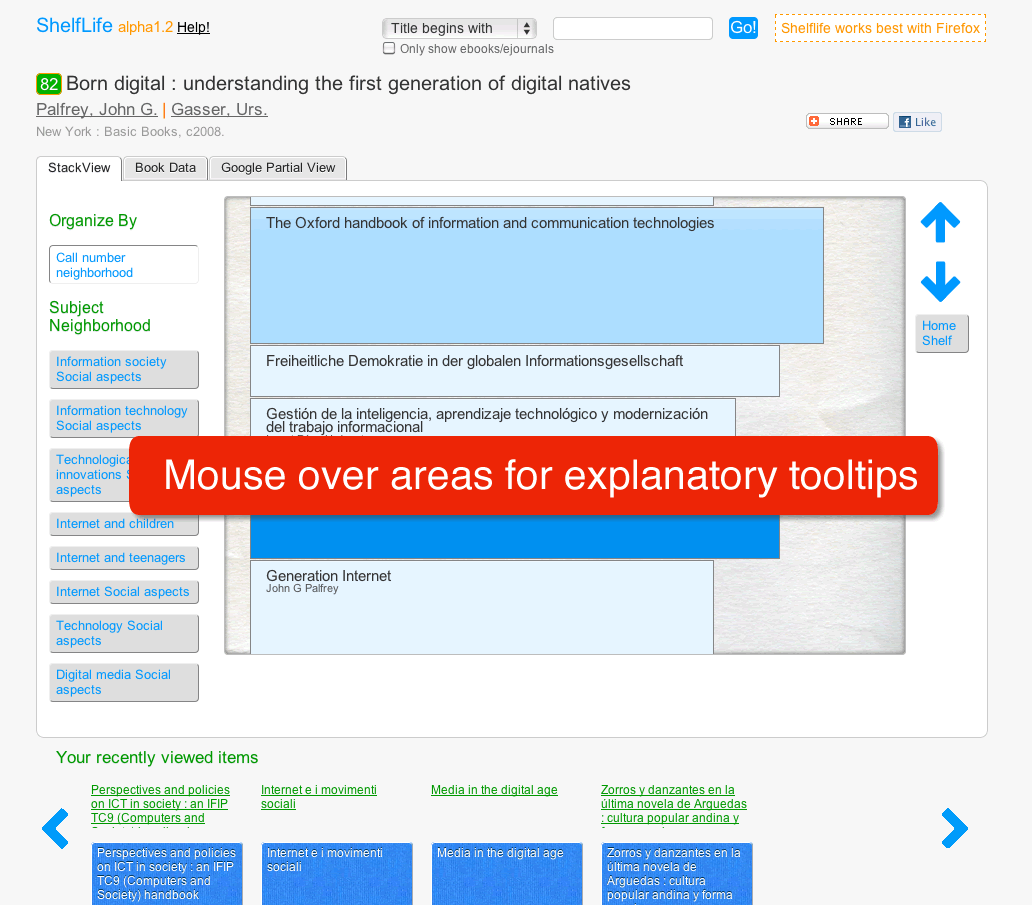 ShelfLife alpha1.2 Help!
Title begins with
Go!
Shelflife works best with Firefox
Only show ebooks/ejournals
82 Born digital : understanding the first generation of digital natives
Palfrey, John G. | Gasser, Urs.
New York : Basic Books, c2008.
SHARE
Like
StackView
Book Data
Google Partial View
Organize By
Call number
neighborhood
Subject
Neighborhood
Information society
Social aspects
Information technology
Social aspects
innovations
aspects
Internet and children
Internet and teenagers
Internet Social aspects
Technology Social
aspects
Digital media Social
aspects
The Oxford handbook of information and communication technologies
Freiheitliche Demokratie in der globalen Informationsgesellschaft
Gestión de la inteligencia, aprendizaje technológico y modernización
del trabajo informacional
Mouse over areas for explanatory tooltips
Generation Internet
John G Palfrey
Home
Shelf
Your recently viewed items
Perspectives and policies
on ICT in society : an IFIP
TC9 (Computers and
Internet e i movimenti
sociali
Media in the digital age
Zorros y danzantes en la
última novela de Arguedas
: cultura popular andina y
Perspectives and policies
on ICT in society : an IFIP
TC9 (Computers and
Society) handbook
Internet e i movimenti
sociali
Media in the digital age
Zorros y danzantes en la
última novela de
Arguedas : cultura
popular andina y forma